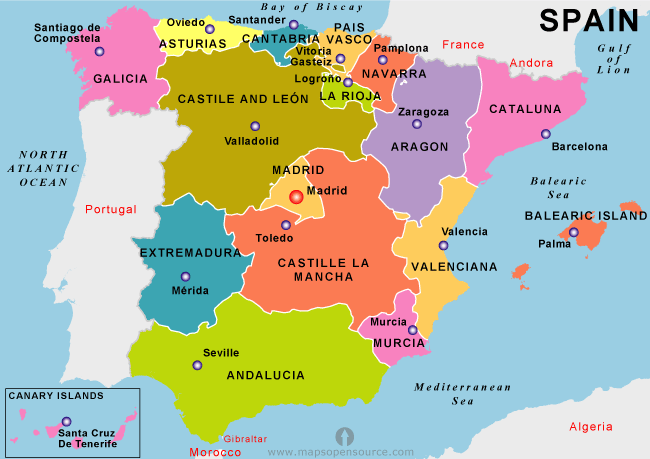 SPAIN
Bay of Biscay
Santiago de
Compostela
Oviedo
Santander
PAIS
VASCO
ASTURIAS
CANTABRIA
Vitoria
Gasteiz
Pamplona
France
Gulf
of
Lion
Andorra
GALICIA
Logroño
NAVARRA
LA RIOJA
CASTILE AND LEÓN
Zaragoza
CATALUNA
Valladolid
ARAGON
Barcelona
NORTH
ATLANTIC
OCEAN
MADRID
Madrid
Balearic
Sea
Portugal
BALEARIC ISLAND
Toledo
Valencia
Palma
EXTREMADURA
CASTILLE LA
MANCHA
VALENCIANA
Mérida
Murcia
MURCIA
Seville
ANDALUCIA
Mediterranean
Sea
CANARY ISLANDS
Santa Cruz
De Tenerife
Gibraltar
Morocco
Algeria
www.mapsopensource.com